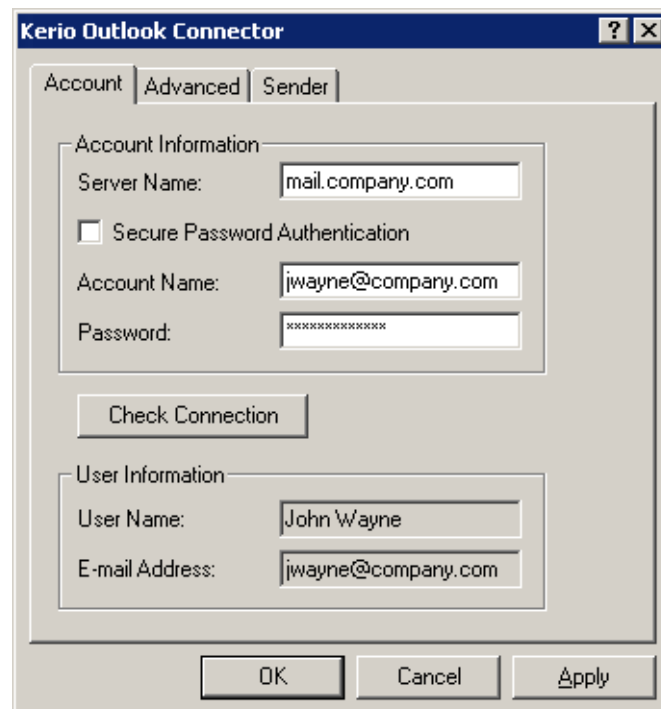 Kerio Outlook Connector
Account Advanced Sender
Account Information
Server Name: mail.company.com
Secure Password Authentication
Account Name: jwayne@company.com
Password: *************
Check Connection
User Information
User Name: John Wayne
E-mail Address: jwayne@company.com
OK Cancel Apply